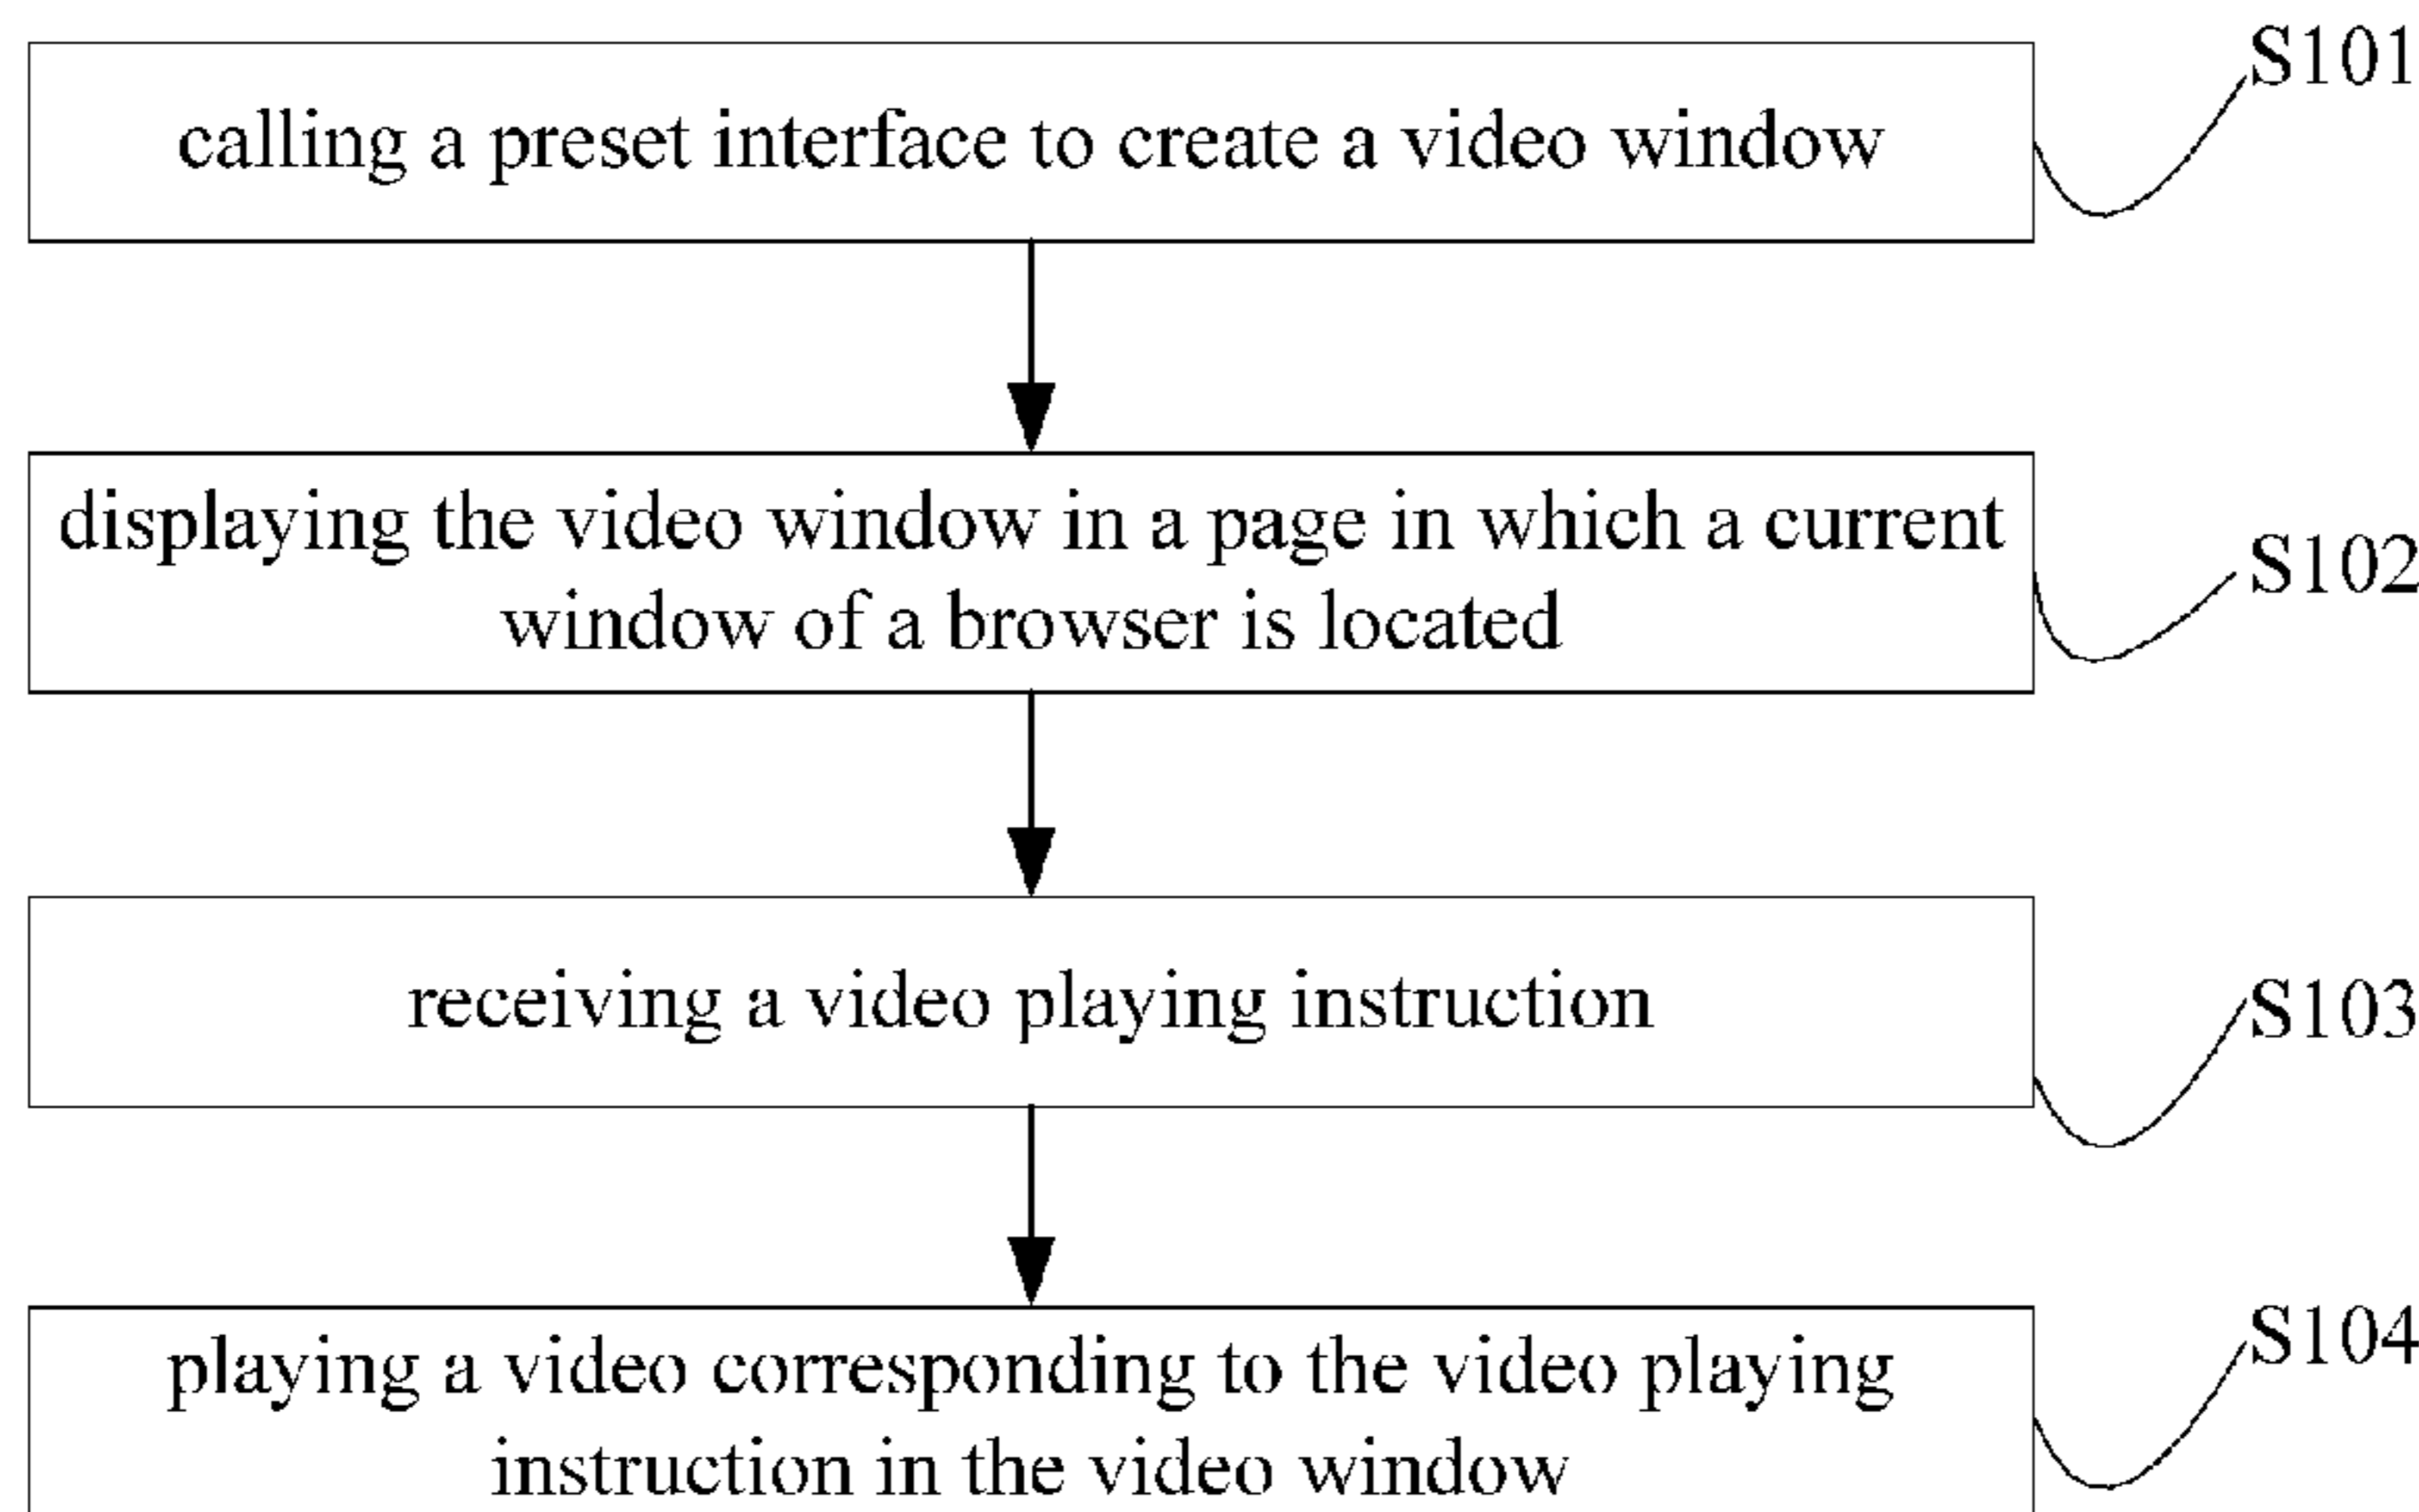 S101
calling a preset interface to create a video window
displaying the video window in a page in which a current
window of a browser is located
S102
receiving a video playing instruction
S103
playing a video corresponding to the video playing
instruction in the video window
S104